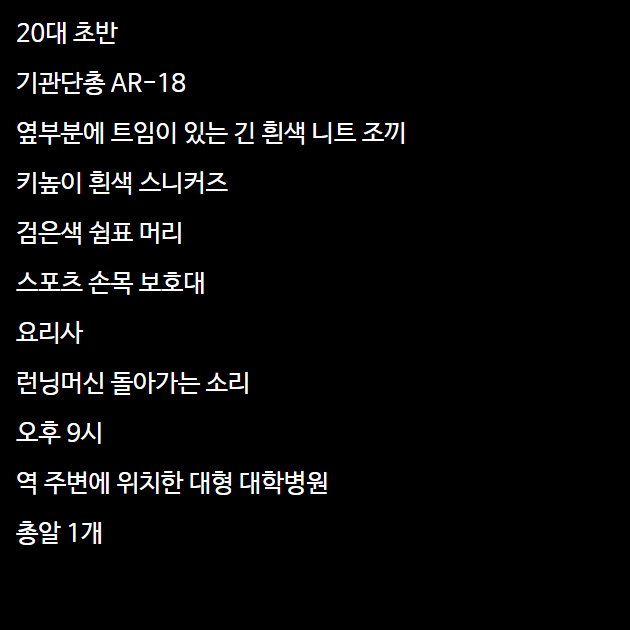 20대 초반
기관단총 AR-18
옆부분에 트임이 있는 긴 흰색 니트 조끼
키높이 흰색 스니커즈
검은색 쉼표 머리
스포츠 손목 보호대
요리사
런닝머신 돌아가는 소리
오후 9시
역 주변에 위치한 대형 대학병원
총알 1개